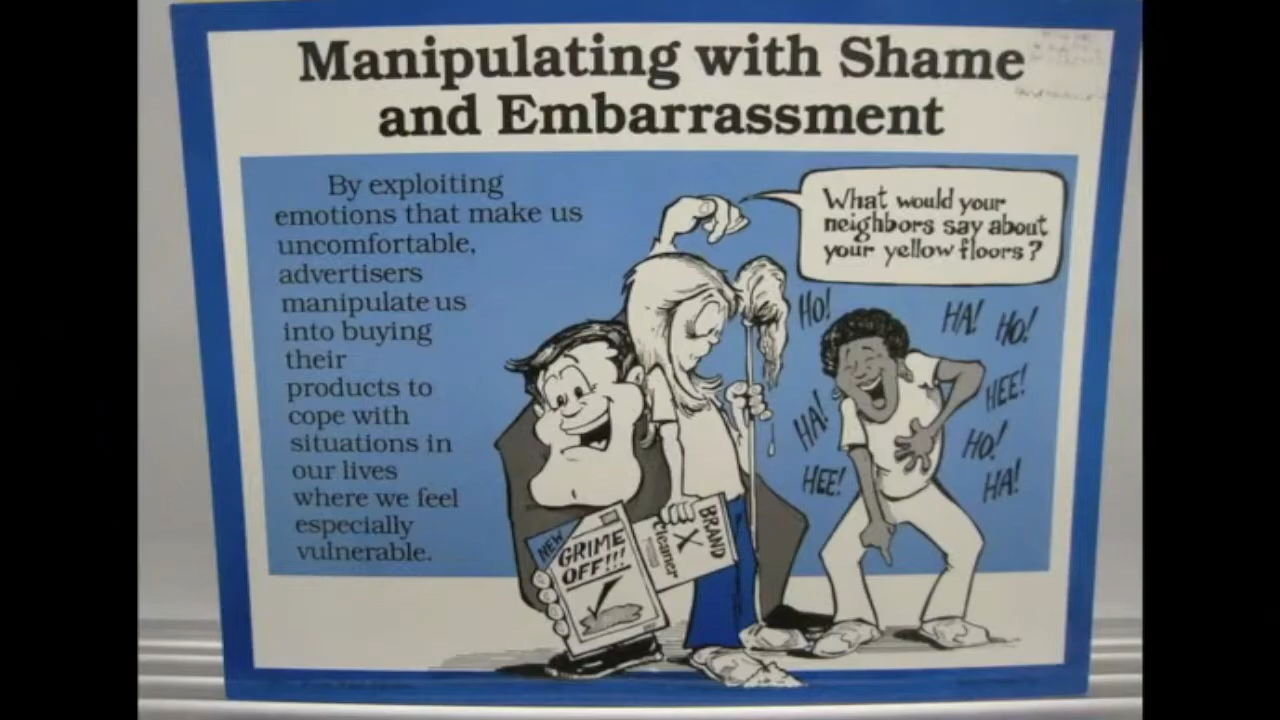 Manipulating with Shame
and Embarrassment
By exploiting
emotions that make us
uncomfortable,
advertisers
manipulate us
into buying
their
products to
cope with
situations in
our lives
where we feel
especially
vulnerable.
What would your
neighbors say about
your yellow floors?
HO!
HA!
HO!
HEE!
HA!
HO!
HEE!
HA!
NEW
GRIME
OFF!!!
BRAND
X
Cleaner